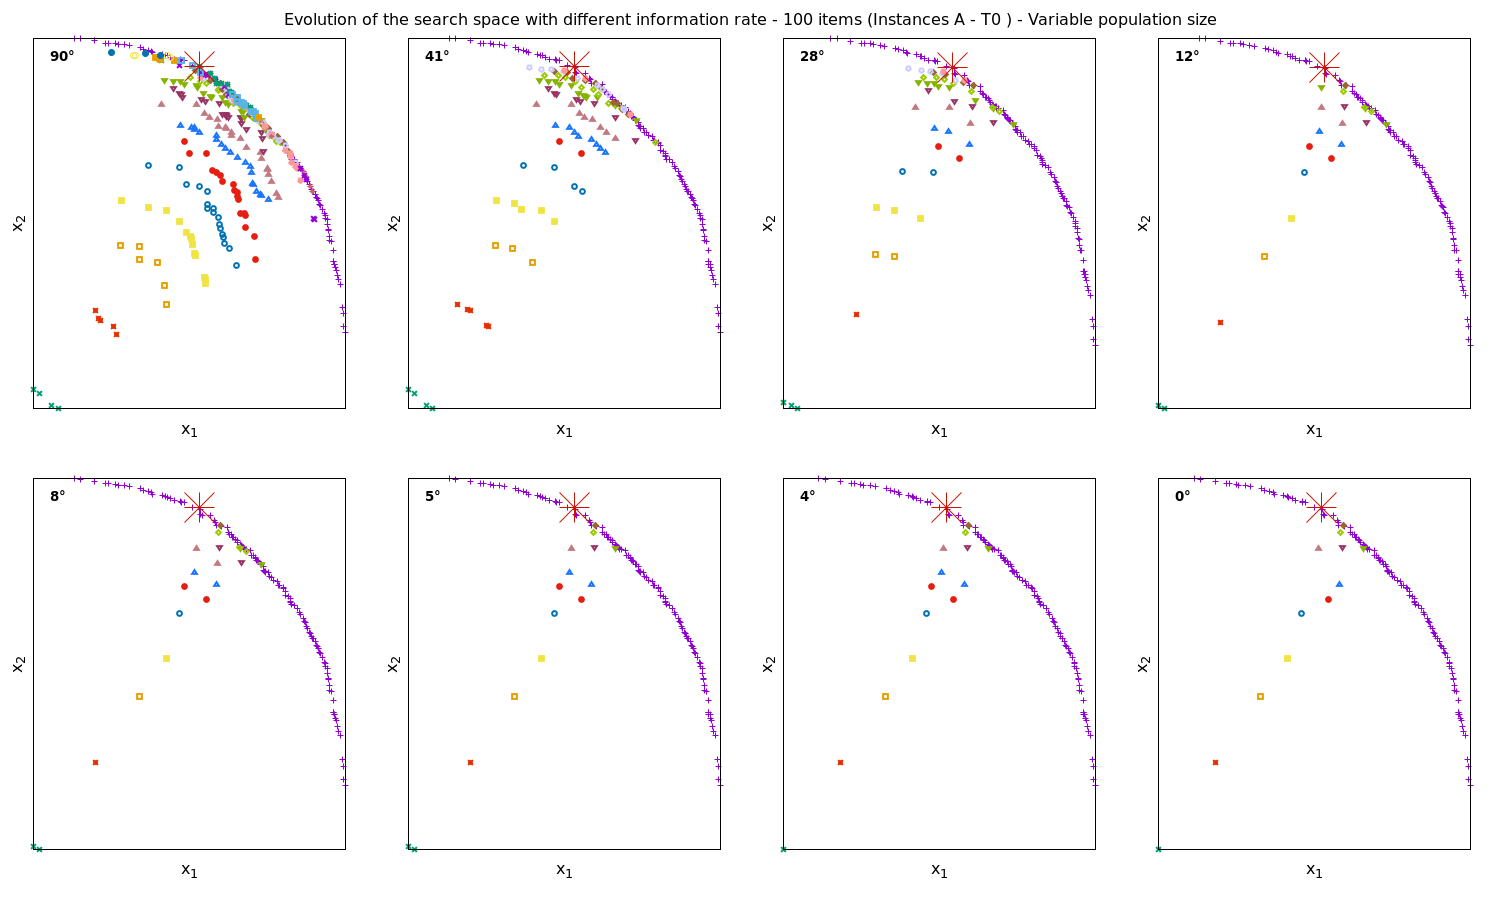 Evolution of the search space with different information rate - 100 items (Instances A - T0 ) - Variable population size
90°
41°
28°
12°
x2
x2
x2
x2
x1
x1
x1
x1
8°
5°
4°
0°
x2
x2
x2
x2
x1
x1
x1
x1